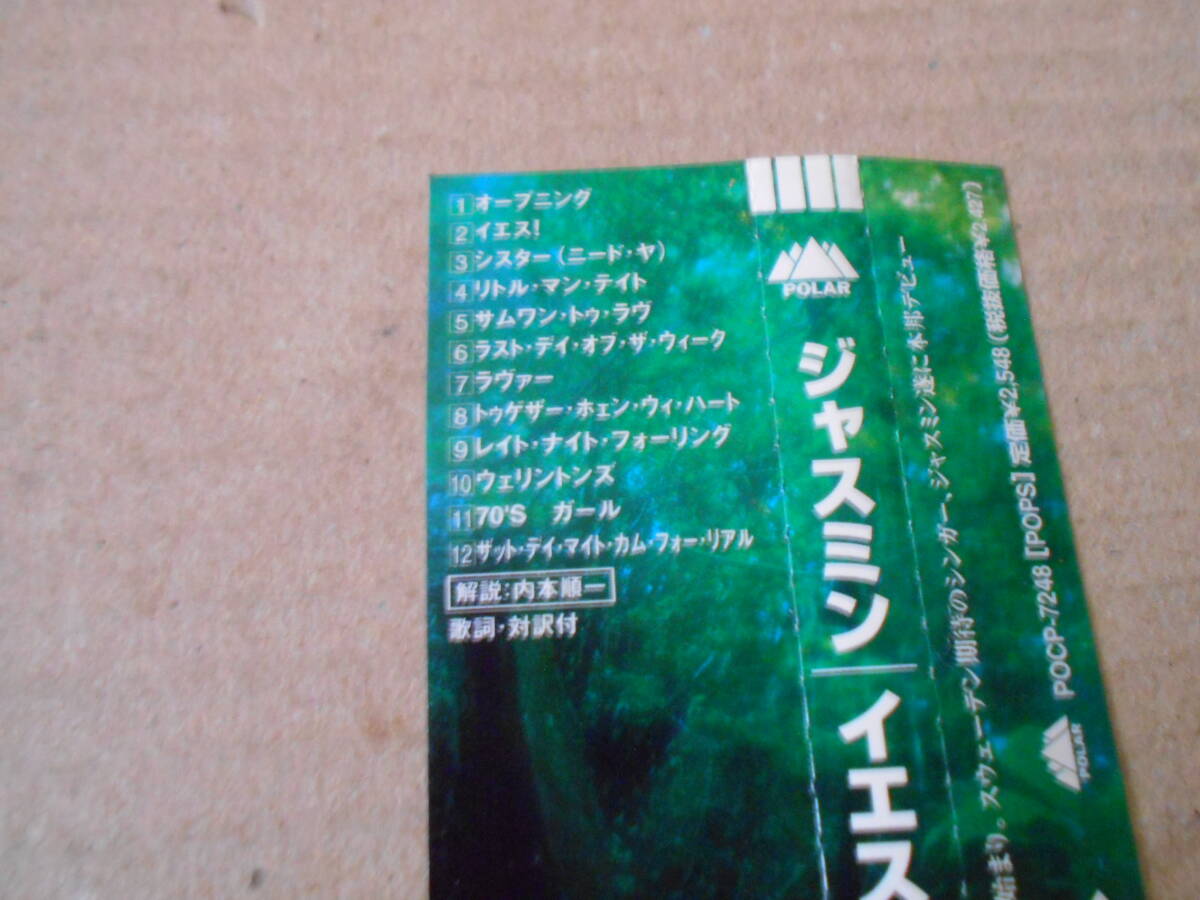 1 オープニング
2 イエス!
3 シスター(ニード・ヤ)
4 リトル・マン・テイト
5 サムワン・トゥ・ラヴ
6 ラスト・デイ・オブ・ザ・ウィーク
7 ラヴァー
8 トゥゲザー・ホェン・ウィ・ハート
9 レイト・ナイト・フォーリング
10 ウェリントンズ
11 70'S ガール
12 ザット・デイ・マイト・カム・フォー・リアル
解説:内本順一
歌詞・対訳付
POLAR
ジャスミン | イエス
始まり。スウェーデン期待のシンガー、ジャスミン遂に本邦デビュー
POLAR
POCP-7248 [POPS] 定価¥2,548(税抜価格¥2,427)